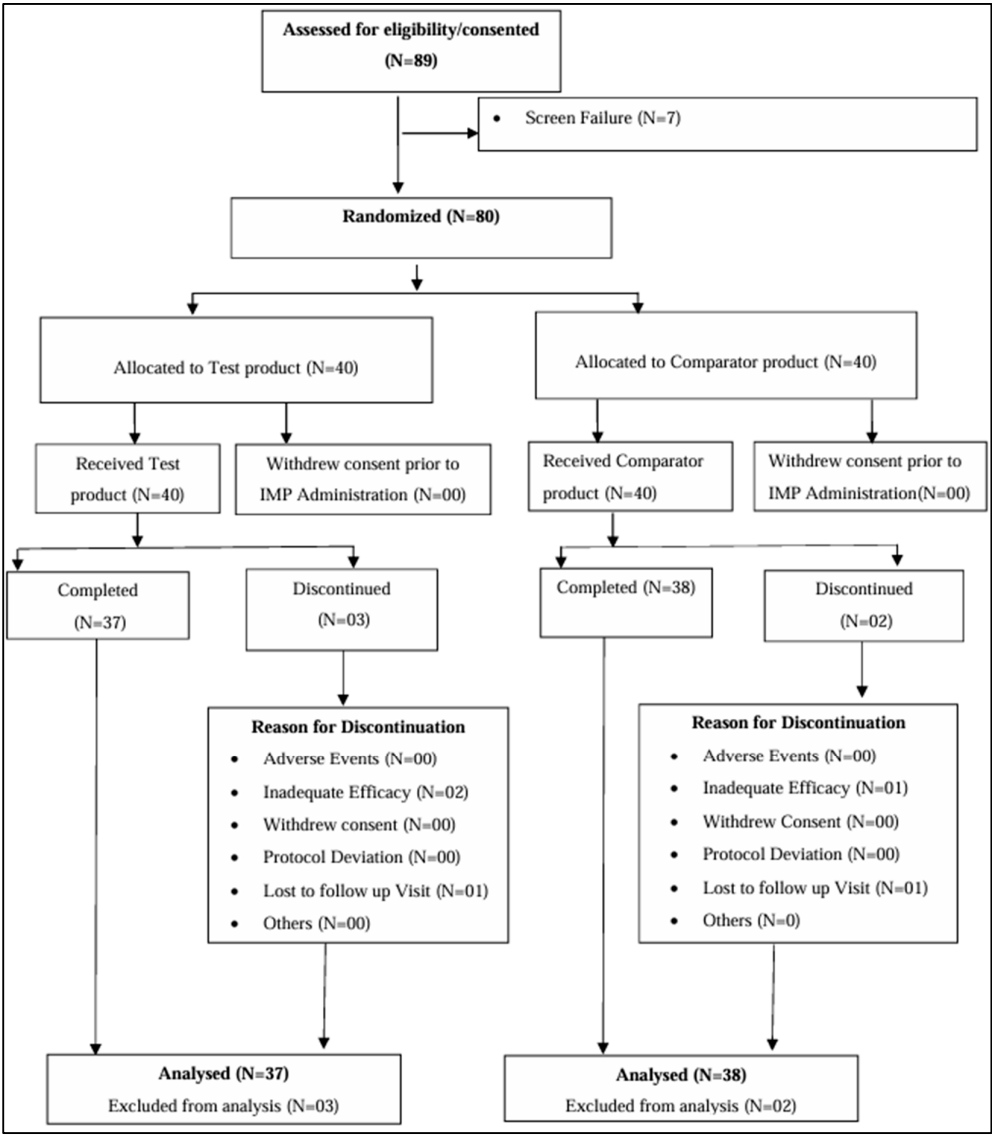 Assessed for eligibility/consented
(N=89)
• Screen Failure (N=7)
Randomized (N=80)
Allocated to Test product (N=40)
Allocated to Comparator product (N=40)
Received Test
product (N=40)
Withdrew consent prior to
IMP Administration (N=00)
Received Comparator
product (N=40)
Withdrew consent prior to
IMP Administration(N=00)
Completed
(N=37)
Discontinued
(N=03)
Completed (N=38)
Discontinued
(N=02)
Reason for Discontinuation
• Adverse Events (N=00)
• Inadequate Efficacy (N=02)
• Withdrew consent (N=00)
• Protocol Deviation (N=00)
• Lost to follow up Visit (N=01)
• Others (N=00)
Reason for Discontinuation
• Adverse Events (N=00)
• Inadequate Efficacy (N=01)
• Withdrew Consent (N=00)
• Protocol Deviation (N=00)
• Lost to follow up Visit (N=01)
• Others (N=0)
Analysed (N=37)
Excluded from analysis (N=03)
Analysed (N=38)
Excluded from analysis (N=02)